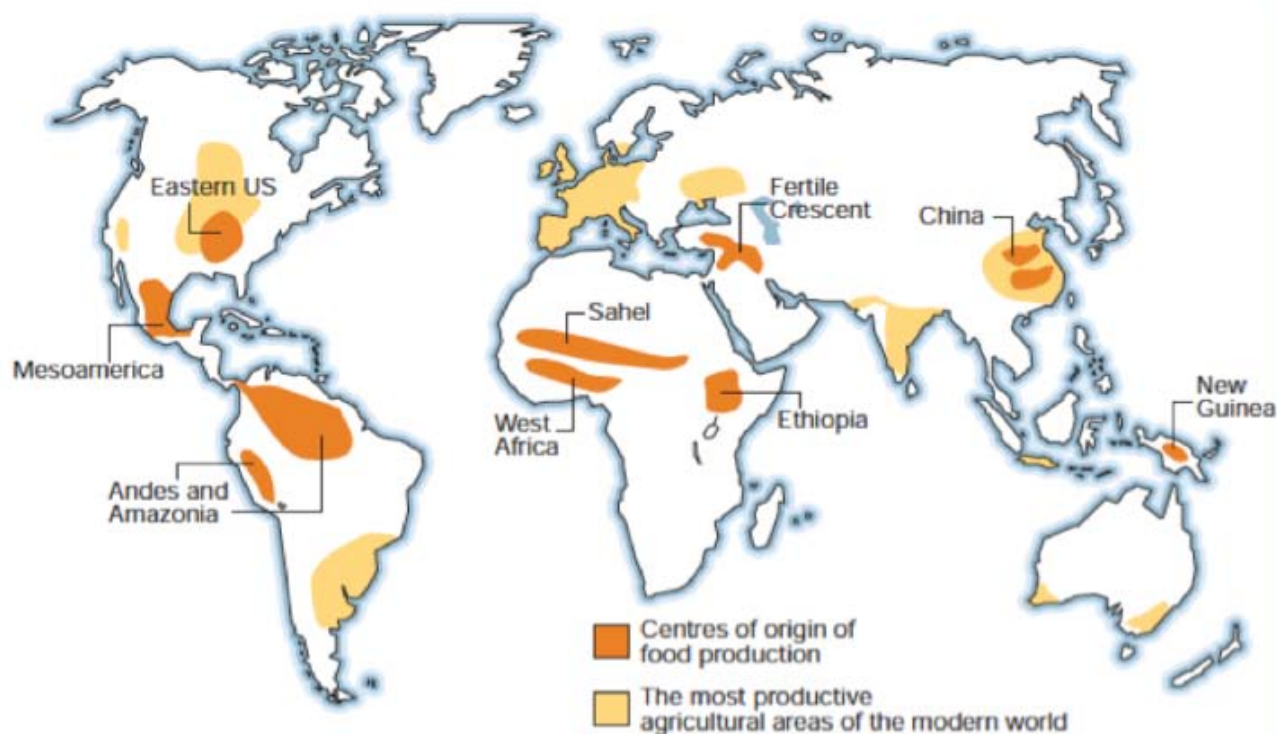 Eastern US
Fertile
Crescent
China
Sahel
Mesoamerica
New
Guinea
West
Africa
Ethiopia
Andes and
Amazonia
Centres of origin of
food production
The most productive
agricultural areas of the modern world